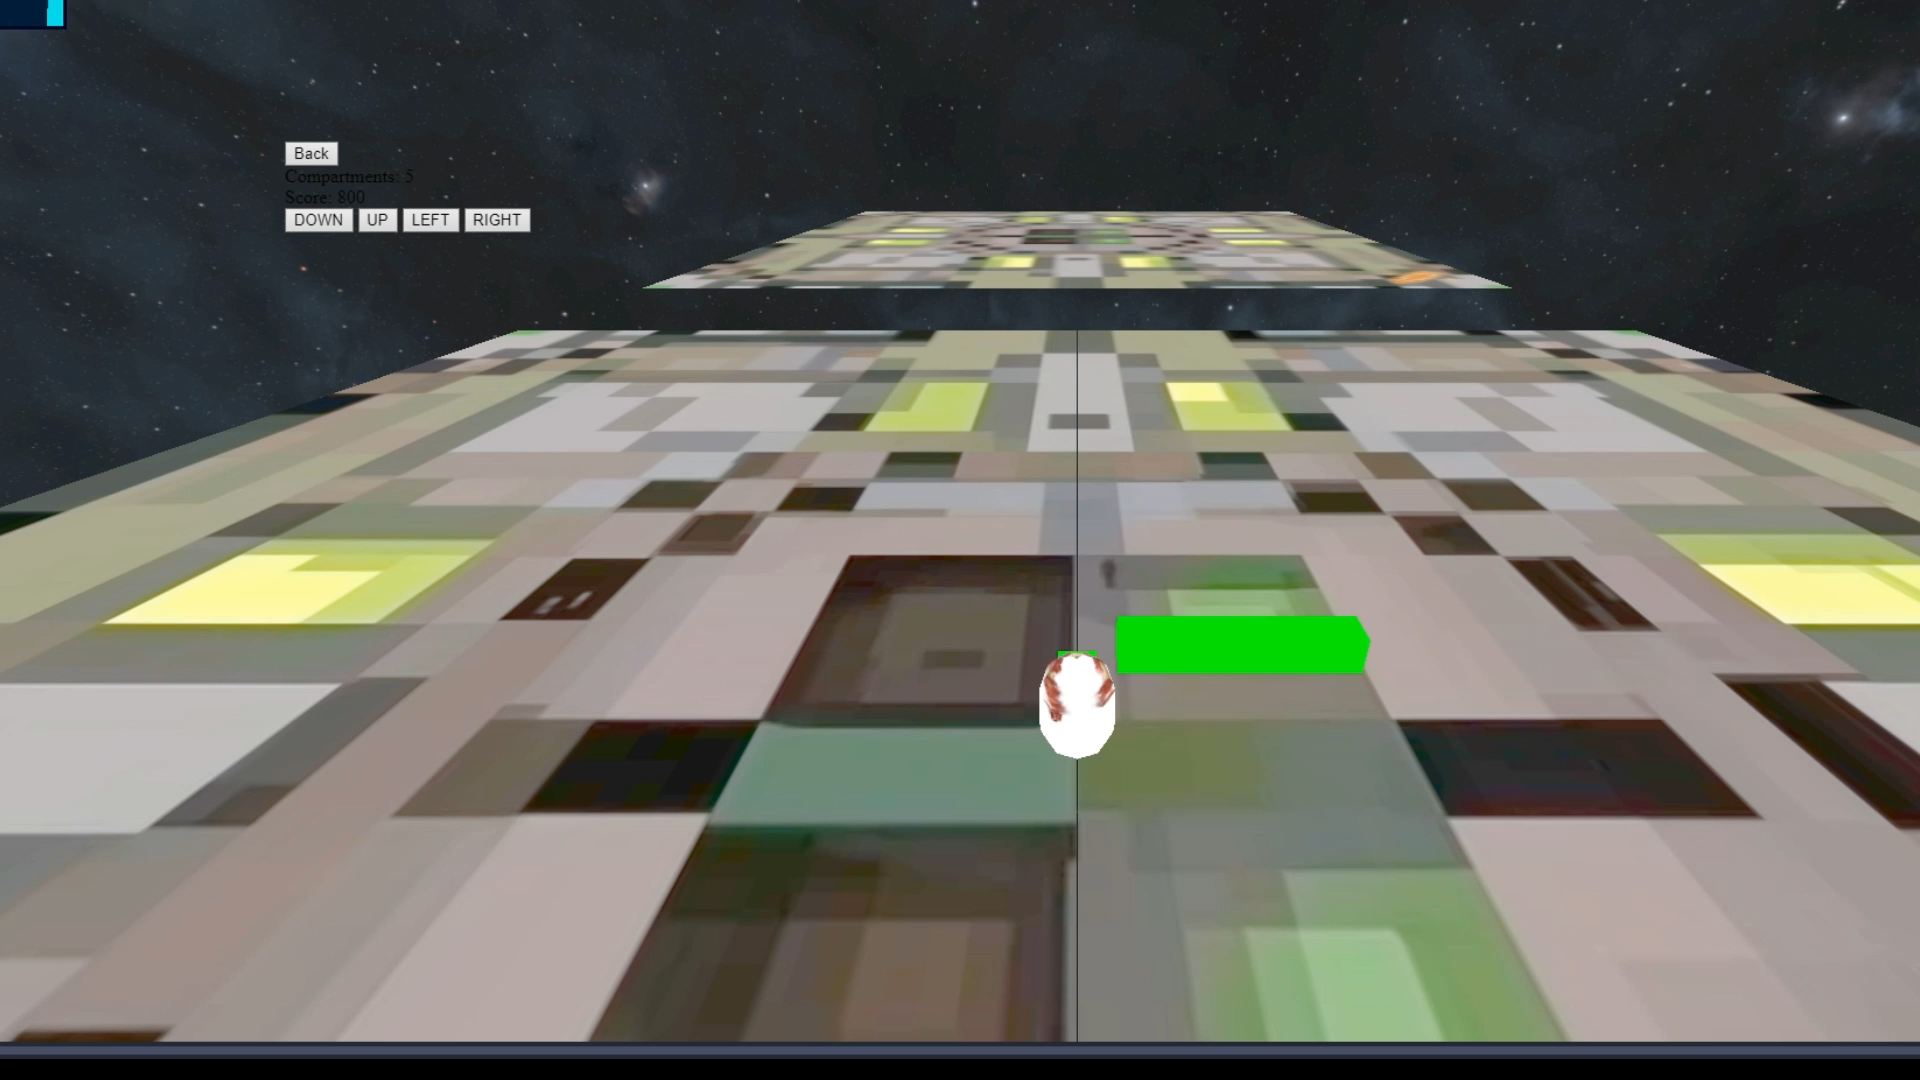 Back
Compartments: 5
Score: 800
DOWN UP LEFT RIGHT